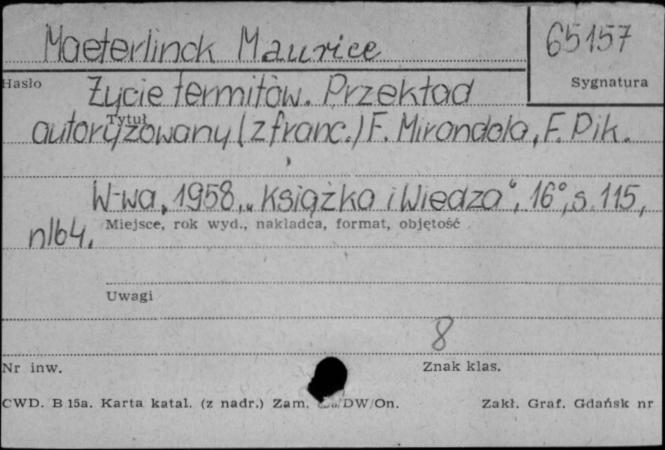 Maeterlinck Maurice
65157
Hasło
Sygnatura
Życie termitów. Przekład
Tytuł
autoryzowany (z franc.) F. Mirandola, F. Pik.
W-wa, 1958, „Książka i Wiedza", 16°, s. 115,
Miejsce, rok wyd., nakładca, format, objętość
nlb4.
Uwagi
8
Nr inw.
Znak klas.
CWD. B 15a. Karta katal. (z nadr.) Zam. /DW/On.
Zakł. Graf. Gdańsk nr